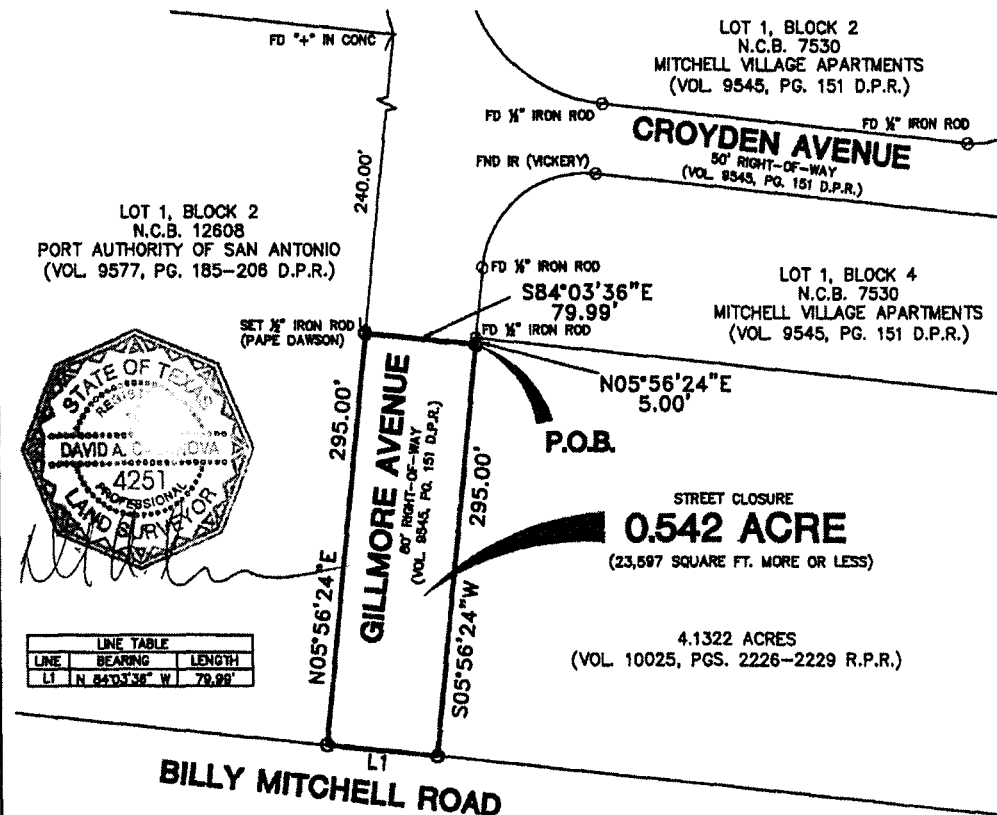 FD "+" IN CONC
LOT 1, BLOCK 2
N.C.B. 7530
MITCHELL VILLAGE APARTMENTS
(VOL. 9545, PG. 151 D.P.R.)
FD ½" IRON ROD
FD ½" IRON ROD
CROYDEN AVENUE
50' RIGHT-OF-WAY
(VOL. 9545, PG. 151 D.P.R.)
FND IR (VICKERY)
240.00'
LOT 1, BLOCK 2
N.C.B. 12608
PORT AUTHORITY OF SAN ANTONIO
(VOL. 9577, PG. 185-206 D.P.R.)
FD ½" IRON ROD
S84°03'36"E
79.99'
LOT 1, BLOCK 4
N.C.B. 7530
MITCHELL VILLAGE APARTMENTS
(VOL. 9545, PG. 151 D.P.R.)
SET ½" IRON ROD
(PAPE DAWSON)
FD ½" IRON ROD
N05°56'24"E
5.00'
P.O.B.
STATE OF TEXAS
DAVID A.
4251
PROFESSIONAL
LAND SURVEYOR
295.00'
N05°56'24"E
GILLMORE AVENUE
80' RIGHT-OF-WAY
(VOL. 9545, PG. 151 D.P.R.)
295.00'
S05°56'24"W
STREET CLOSURE
0.542 ACRE
(23,597 SQUARE FT. MORE OR LESS)
4.1322 ACRES
(VOL. 10025, PGS. 2226-2229 R.P.R.)
LINE TABLE
LINE BEARING LENGTH
L1 N 84°03'36" W 79.99'
L1
BILLY MITCHELL ROAD